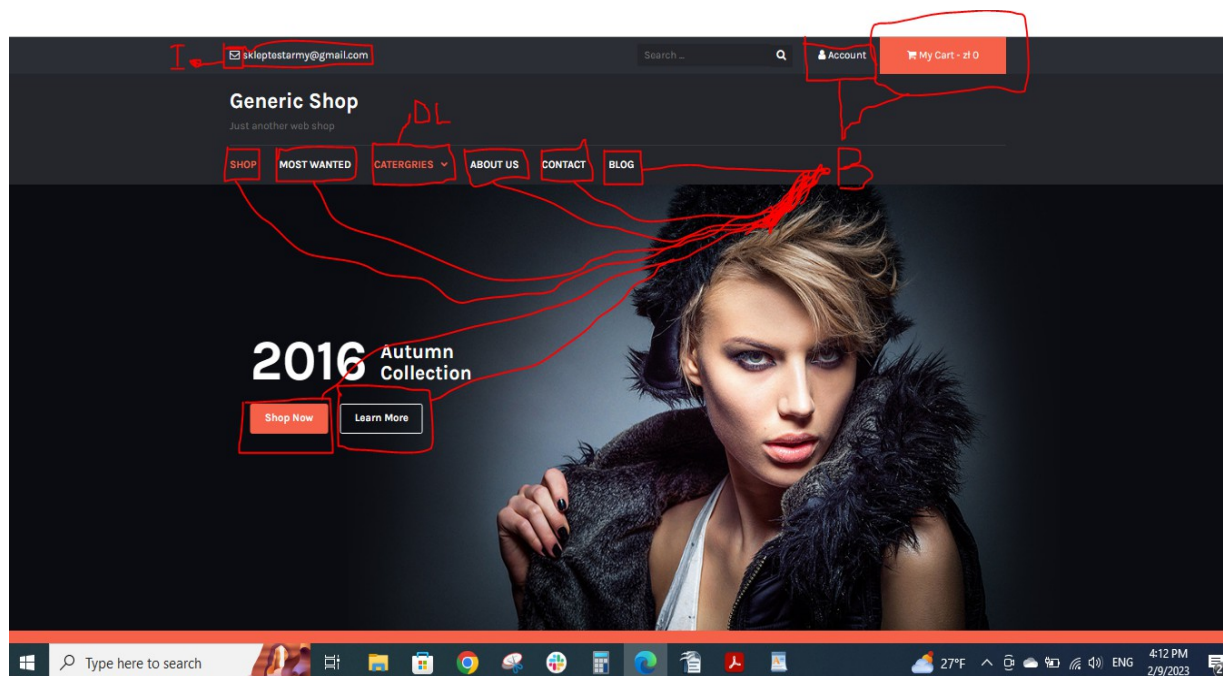 I
skleptestarmy@gmail.com
Search ...
Account
My Cart - zł 0
Generic Shop
Just another web shop
DL
SHOP
MOST WANTED
CATERGRIES
ABOUT US
CONTACT
BLOG
B
2016 Autumn
Collection
Shop Now
Learn More
Type here to search
27°F
ENG
4:12 PM
2/9/2023
2